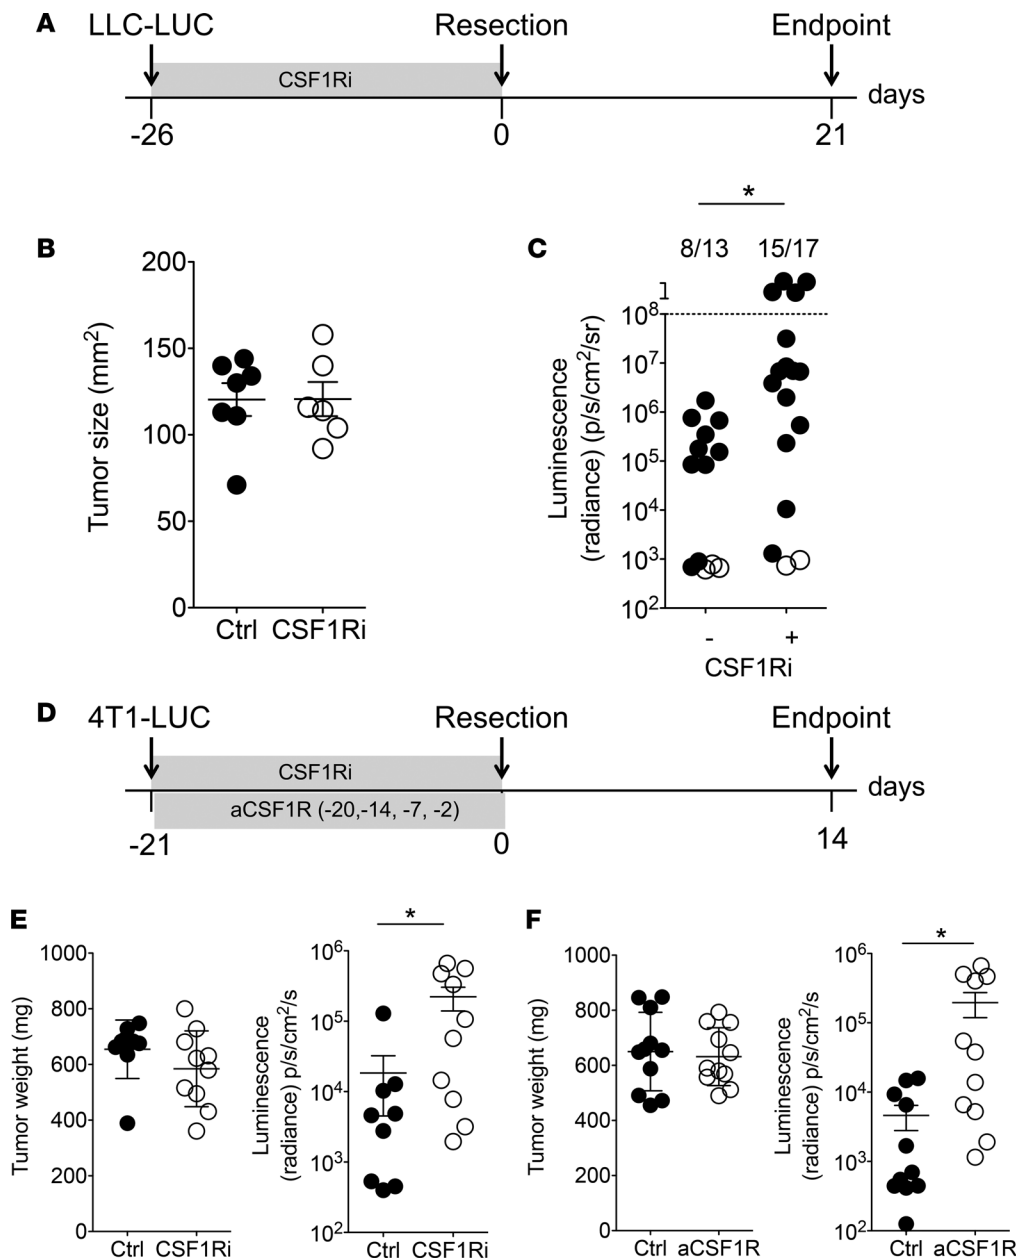 A
LLC-LUC Resection Endpoint
CSF1Ri
days
-26 0 21
B
Tumor size (mm2)
200
150
100
50
0
Ctrl CSF1Ri
C
*
8/13 15/17
Luminescence
(radiance) (p/s/cm2/sr)
108
107
106
105
104
103
102
- +
CSF1Ri
D
4T1-LUC Resection Endpoint
CSF1Ri
aCSF1R (-20,-14, -7, -2)
days
-21 0 14
E
Tumor weight (mg)
1000
800
600
400
200
0
Ctrl CSF1Ri
*
Luminescence
(radiance) p/s/cm2/s
106
105
104
103
102
Ctrl CSF1Ri
F
Tumor weight (mg)
1000
800
600
400
200
0
Ctrl aCSF1R
*
Luminescence
(radiance) p/s/cm2/s
106
105
104
103
102
Ctrl aCSF1R